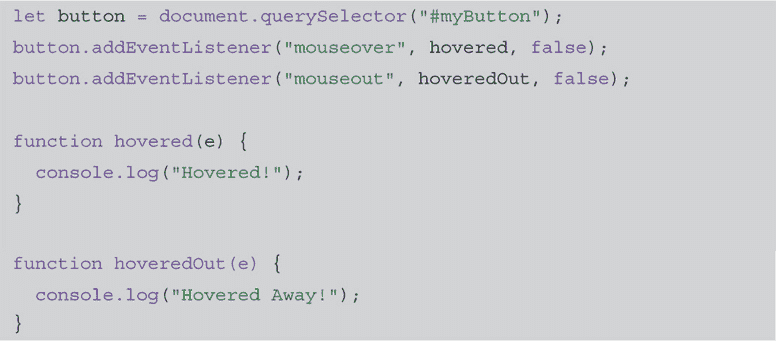 let button = document.querySelector("#myButton");
button.addEventListener("mouseover", hovered, false);
button.addEventListener("mouseout", hoveredOut, false);

function hovered(e) {
  console.log("Hovered!");
}

function hoveredOut(e) {
  console.log("Hovered Away!");
}